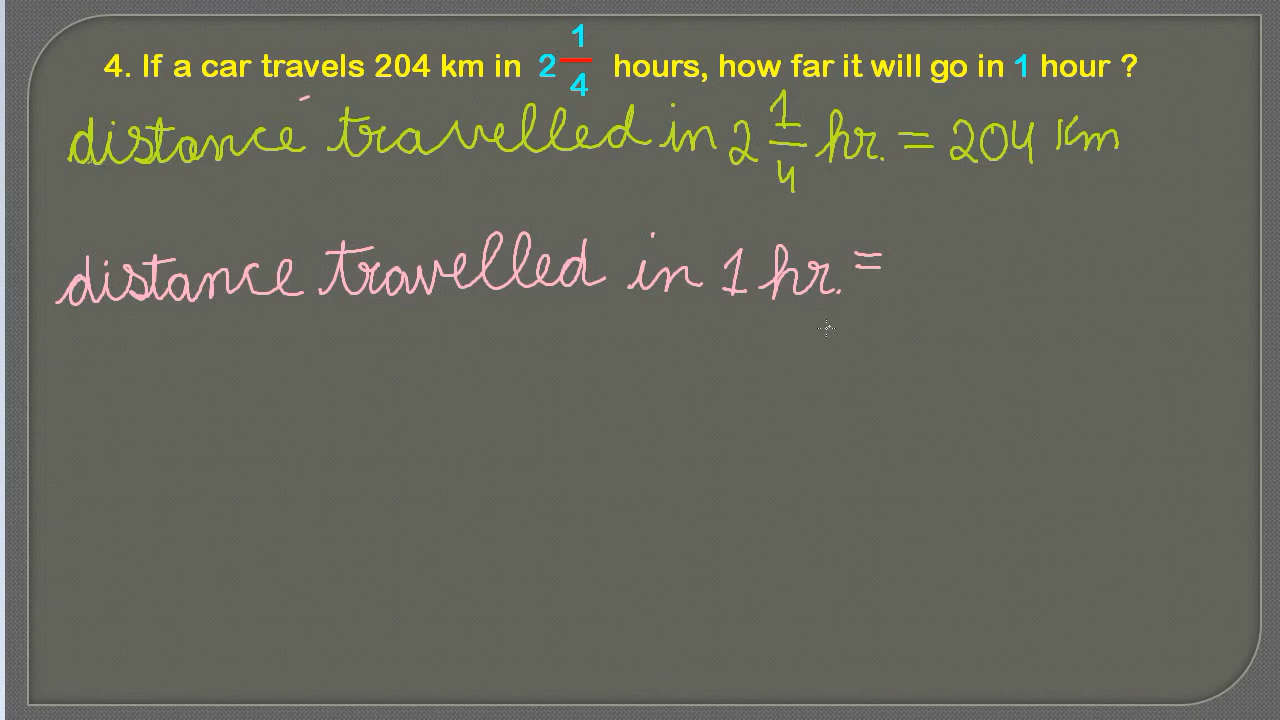 4. If a car travels 204 km in 2 1/4 hours, how far it will go in 1 hour ?
distance travelled in 2 1/4 hr. = 204 Km
distance travelled in 1 hr. =